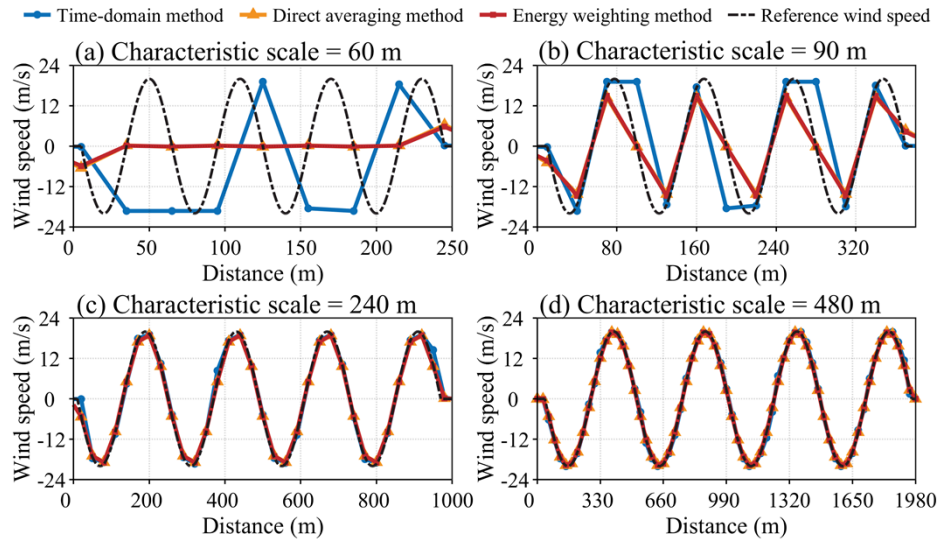 Time-domain method Direct averaging method Energy weighting method Reference wind speed
(a) Characteristic scale = 60 m
24
12
0
-12
-24
Wind speed (m/s)
0 50 100 150 200 250
Distance (m)
(b) Characteristic scale = 90 m
24
12
0
-12
-24
Wind speed (m/s)
0 80 160 240 320
Distance (m)
(c) Characteristic scale = 240 m
24
12
0
-12
-24
Wind speed (m/s)
0 200 400 600 800 1000
Distance (m)
(d) Characteristic scale = 480 m
24
12
0
-12
-24
Wind speed (m/s)
0 330 660 990 1320 1650 1980
Distance (m)